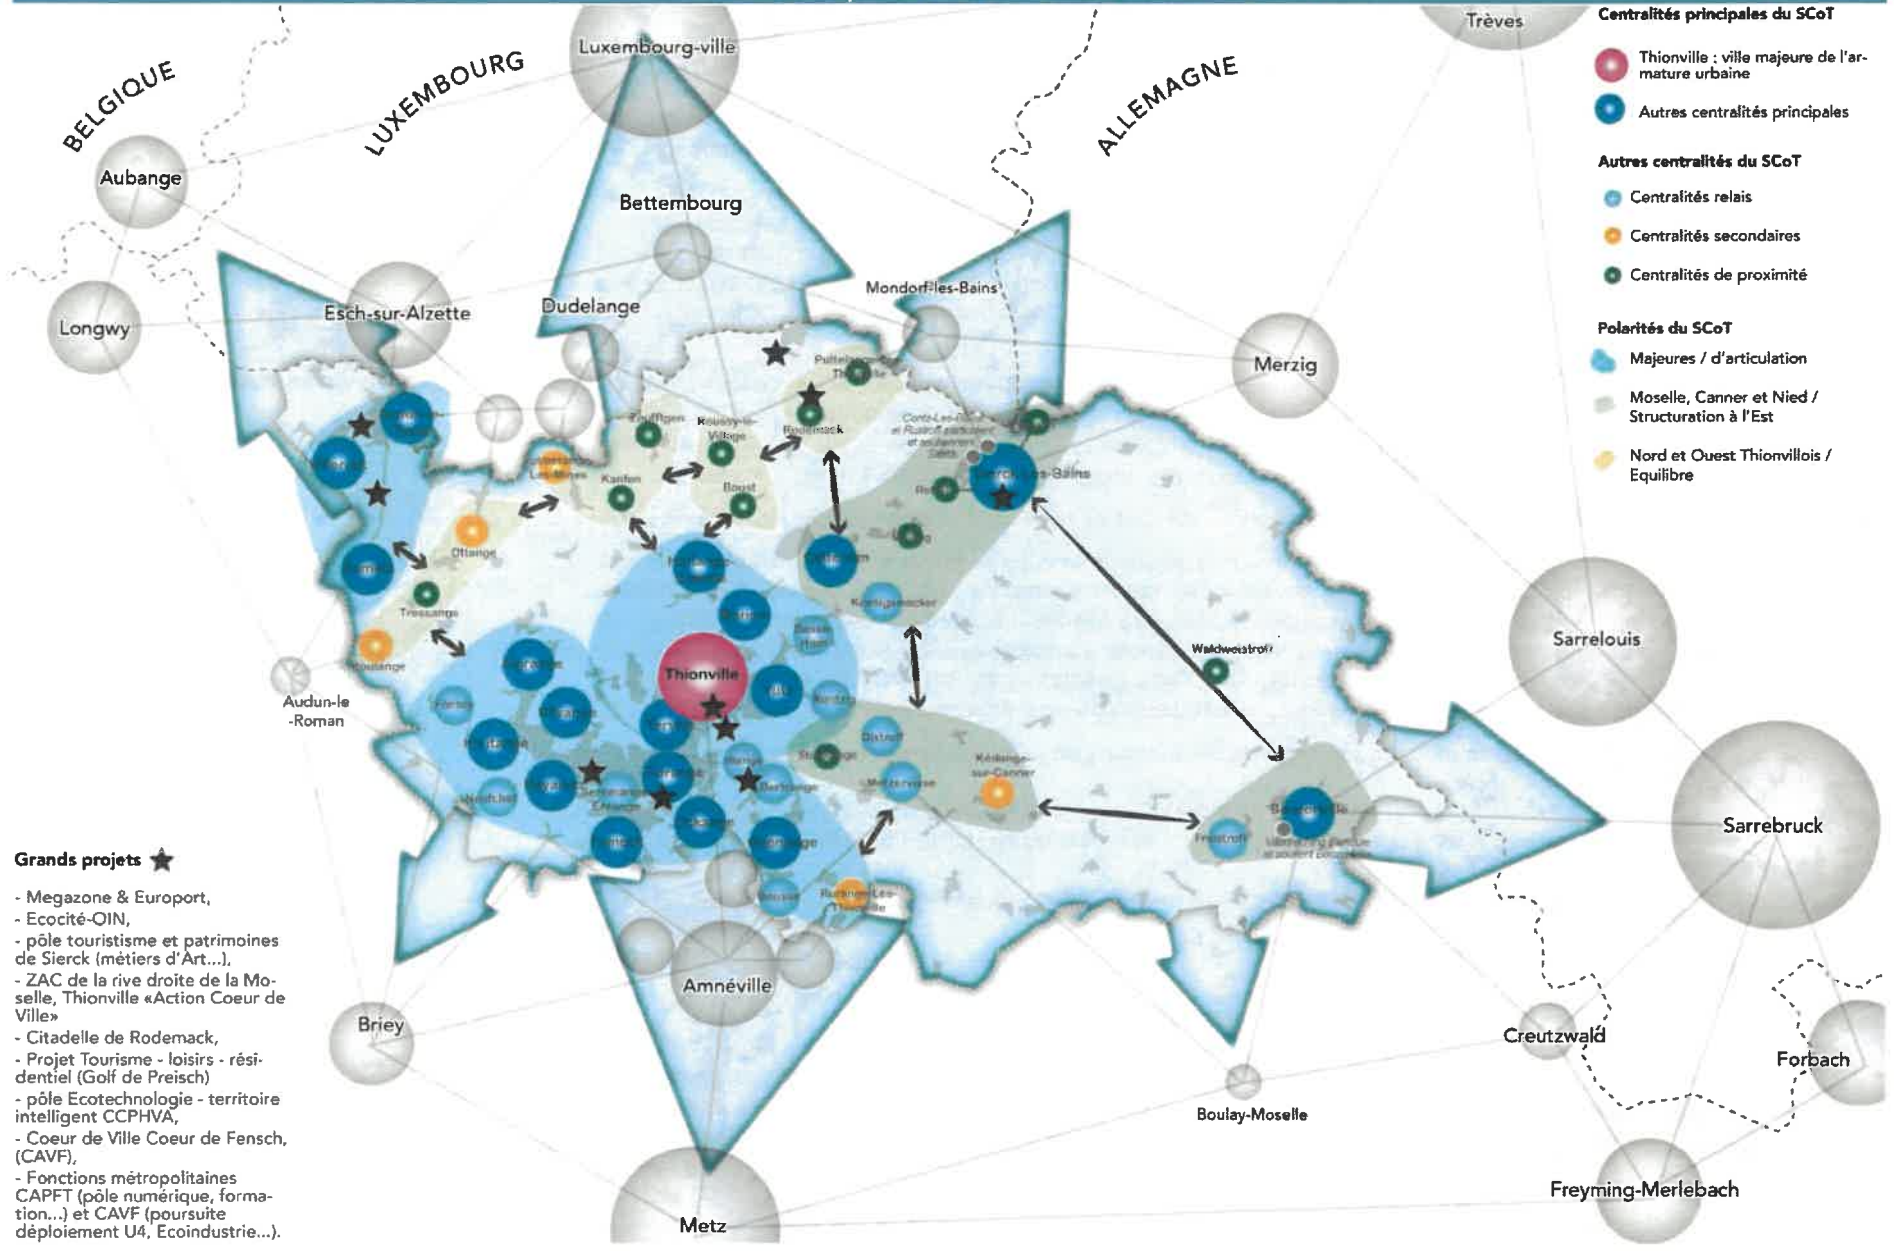 Centralités principales du SCoT
Thionville : ville majeure de l'ar-
mature urbaine
Autres centralités principales
Autres centralités du SCoT
Centralités relais
Centralités secondaires
Centralités de proximité
Polarités du SCoT
Majeures / d'articulation
Moselle, Canner et Nied /
Structuration à l'Est
Nord et Ouest Thionvillois /
Equilibre
BELGIQUE
LUXEMBOURG
ALLEMAGNE
Trèves
Luxembourg-ville
Aubange
Bettembourg
Longwy
Esch-sur-Alzette
Dudelange
Mondorf-les-Bains
Merzig
Rodemack
Roussy-le-
Village
Kanfen
Boust
Ottange
Tressange
Koenigsmacker
Waldweistroff
Sarrelouis
Thionville
Audun-le
-Roman
Distroff
Metzervisse
Kédange-
sur-Canner
Freistroff
Sarrebruck
Amnéville
Briey
Creutzwald
Forbach
Boulay-Moselle
Freyming-Merlebach
Metz
Grands projets
- Megazone & Europort,
- Ecocité-OIN,
- pôle touristisme et patrimoines
de Sierck (métiers d'Art...),
- ZAC de la rive droite de la Mo-
selle, Thionville «Action Coeur de
Ville»
- Citadelle de Rodemack,
- Projet Tourisme - loisirs - rési-
dentiel (Golf de Preisch)
- pôle Ecotechnologie - territoire
intelligent CCPHVA,
- Coeur de Ville Coeur de Fensch,
(CAVF),
- Fonctions métropolitaines
CAPFT (pôle numérique, forma-
tion...) et CAVF (poursuite
déploiement U4, Ecoindustrie...).